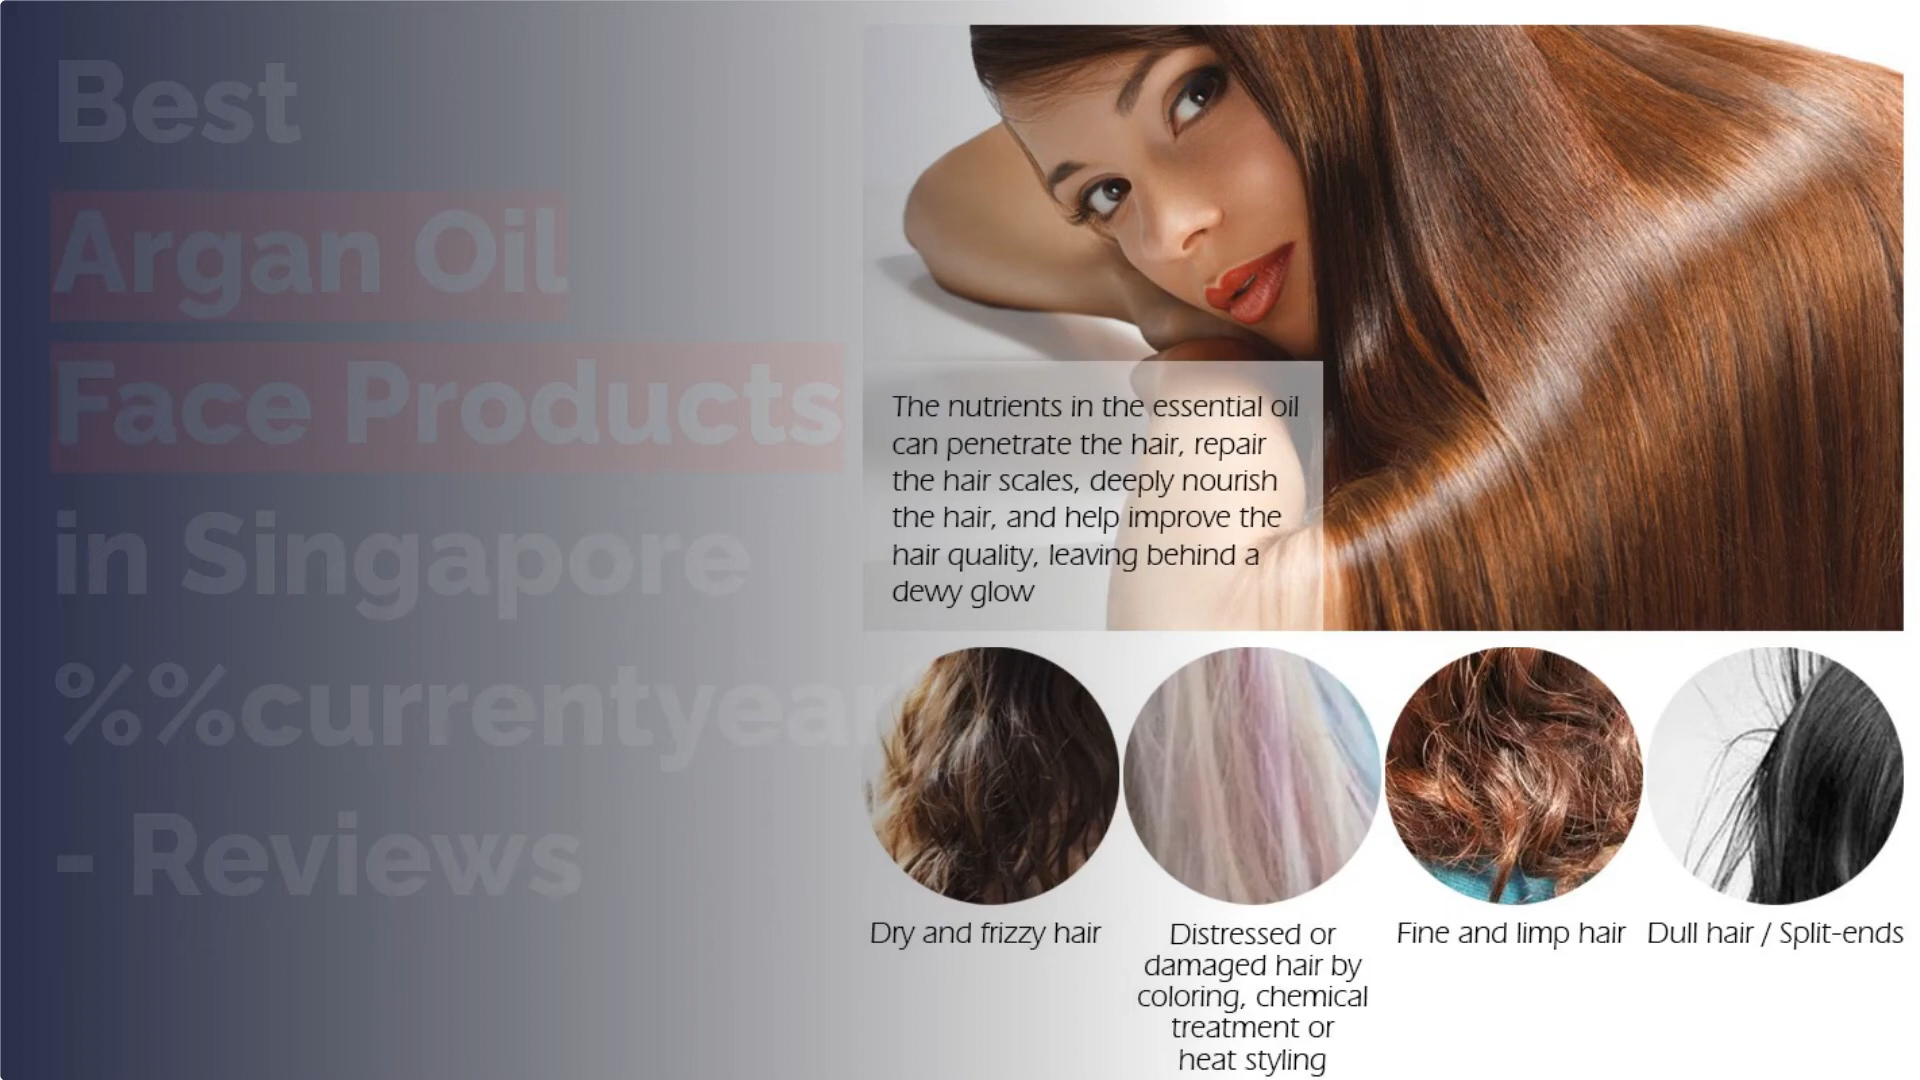 Best
Argan Oil
Face Products
in Singapore
%%currentyear
- Reviews
The nutrients in the essential oil
can penetrate the hair, repair
the hair scales, deeply nourish
the hair, and help improve the
hair quality, leaving behind a
dewy glow
Dry and frizzy hair
Distressed or
damaged hair by
coloring, chemical
treatment or
heat styling
Fine and limp hair
Dull hair / Split-ends